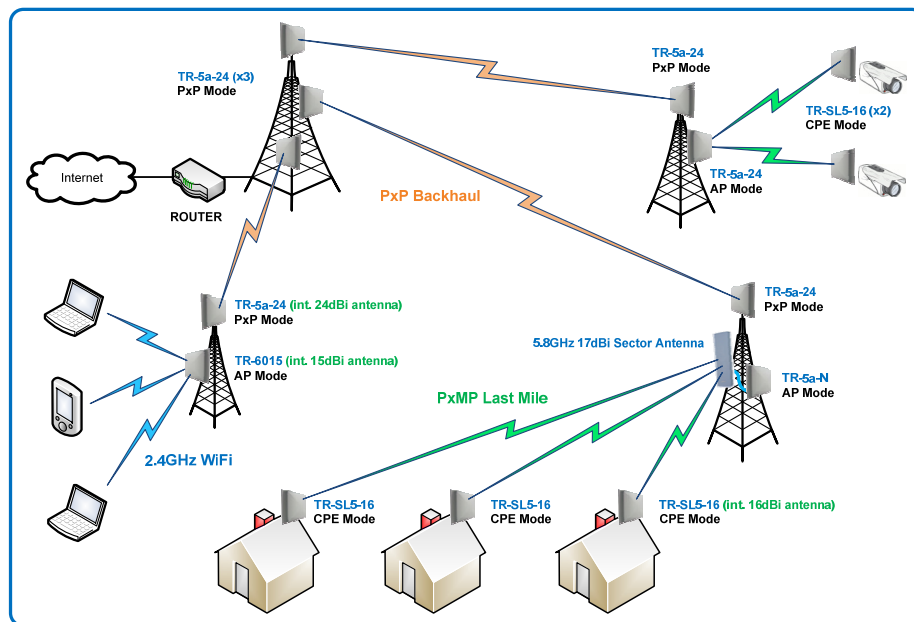 TR-5a-24 (x3)
PxP Mode
TR-5a-24
PxP Mode
TR-SL5-16 (x2)
CPE Mode
TR-5a-24
AP Mode
Internet
ROUTER
PxP Backhaul
TR-5a-24 (int. 24dBi antenna)
PxP Mode
TR-6015 (int. 15dBi antenna)
AP Mode
2.4GHz WiFi
TR-5a-24
PxP Mode
5.8GHz 17dBi Sector Antenna
TR-5a-N
AP Mode
PxMP Last Mile
TR-SL5-16
CPE Mode
TR-SL5-16
CPE Mode
TR-SL5-16 (int. 16dBi antenna)
CPE Mode